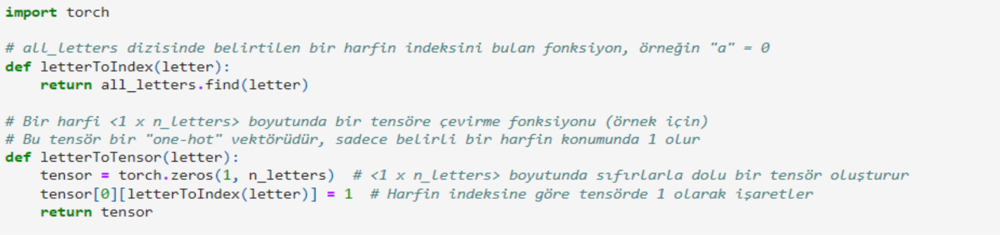 import torch
# all_letters dizisinde belirtilen bir harfin indeksini bulan fonksiyon, örneğin "a" = 0
def letterToIndex(letter):
    return all_letters.find(letter)
# Bir harfi <1 x n_letters> boyutunda bir tensöre çevirme fonksiyonu (örnek için)
# Bu tensör bir "one-hot" vektörüdür, sadece belirli bir harfin konumunda 1 olur
def letterToTensor(letter):
    tensor = torch.zeros(1, n_letters)  # <1 x n_letters> boyutunda sıfırlarla dolu bir tensör oluşturur
    tensor[0][letterToIndex(letter)] = 1  # Harfin indeksine göre tensörde 1 olarak işaretler
    return tensor